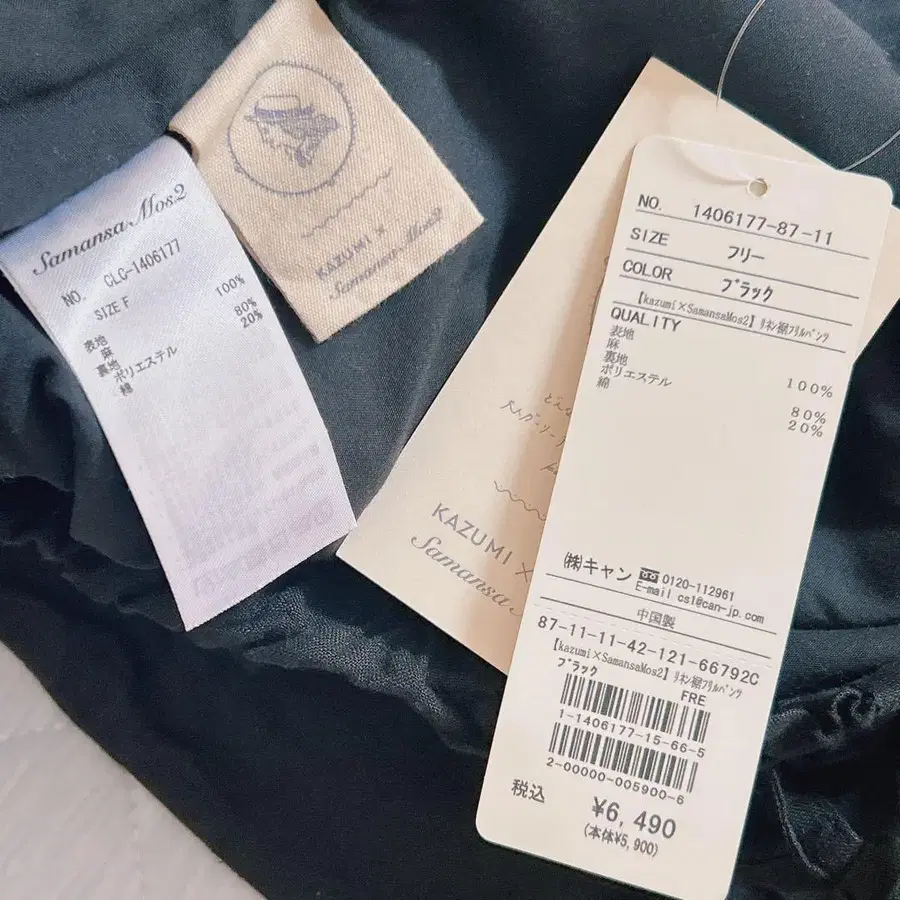 Samansa Mos2
NO. CLG-1406177
SIZE F
表地
麻 100%
裏地
ポリエステル 80%
綿 20%
KAZUMI ×
Samansa Mos2
KAZUMI ×
Samansa
NO. 1406177-87-11
SIZE フリー
COLOR ブラック
【kazumi×SamansaMos2】リネン裾フリルパンツ
QUALITY
表地
麻 100%
裏地
ポリエステル 80%
綿 20%
㈱キャン 0120-112961
E-mail cs1@can-jp.com
中国製
87-11-11-42-121-66792C
【kazumi×SamansaMos2】リネン裾フリルパンツ
ブラック FRE
1-1406177-15-66-5
2-00000-005900-6
税込 ¥6,490
(本体¥5,900)